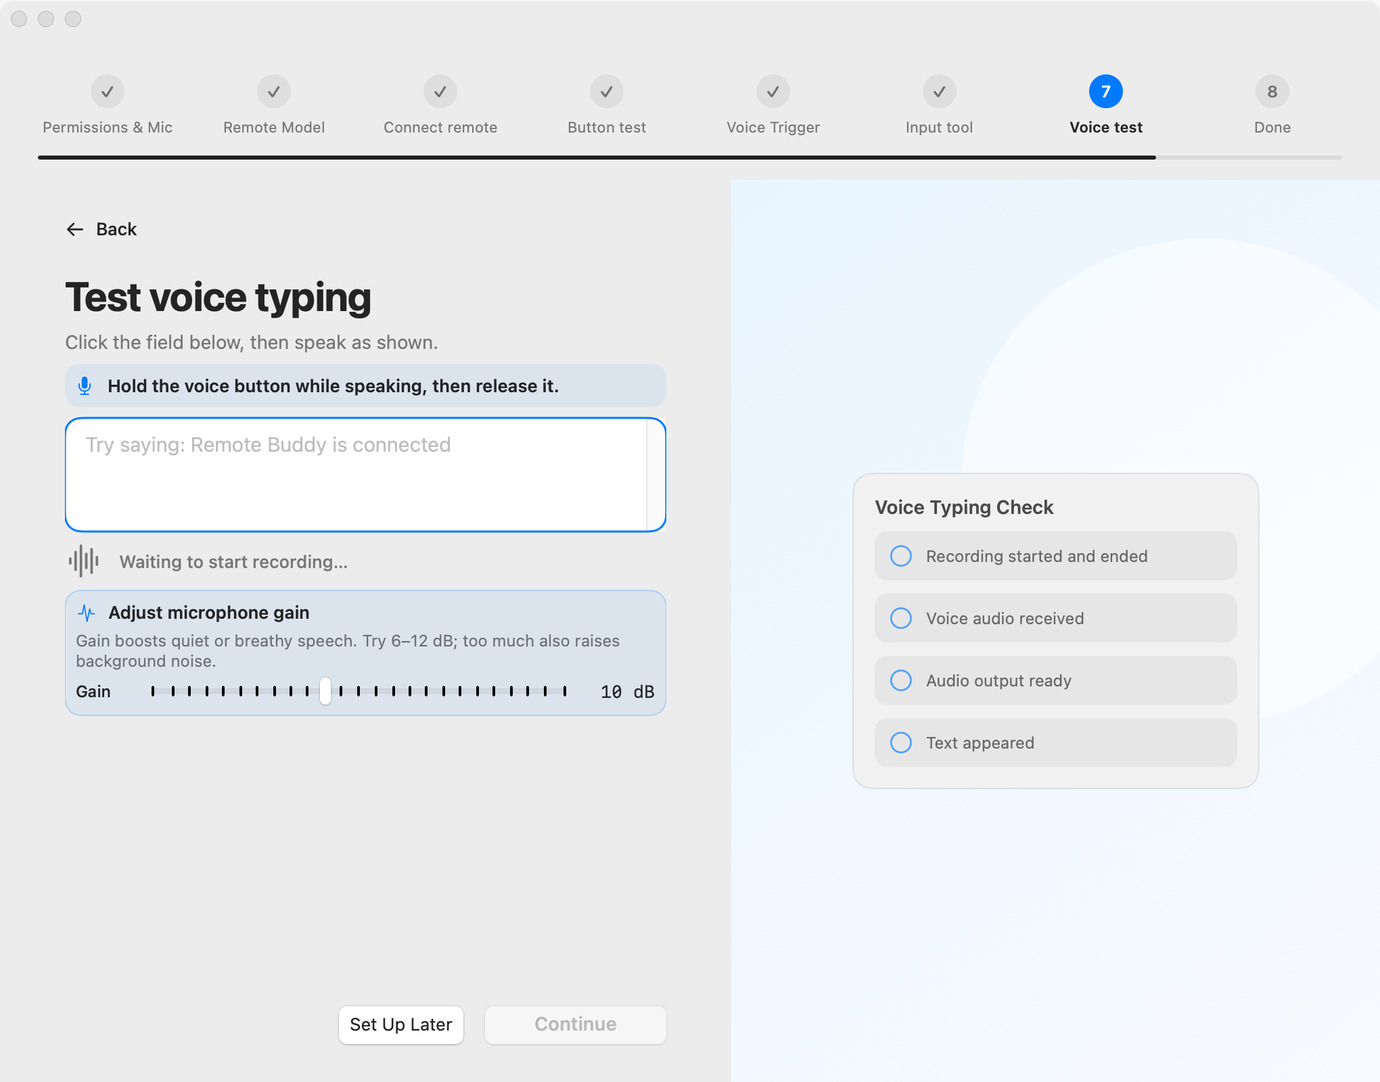 Permissions & Mic
Remote Model
Connect remote
Button test
Voice Trigger
Input tool
7
Voice test
8
Done
Back
Test voice typing
Click the field below, then speak as shown.
Hold the voice button while speaking, then release it.
Try saying: Remote Buddy is connected
Waiting to start recording...
Adjust microphone gain
Gain boosts quiet or breathy speech. Try 6–12 dB; too much also raises
background noise.
Gain
10 dB
Set Up Later
Continue
Voice Typing Check
Recording started and ended
Voice audio received
Audio output ready
Text appeared